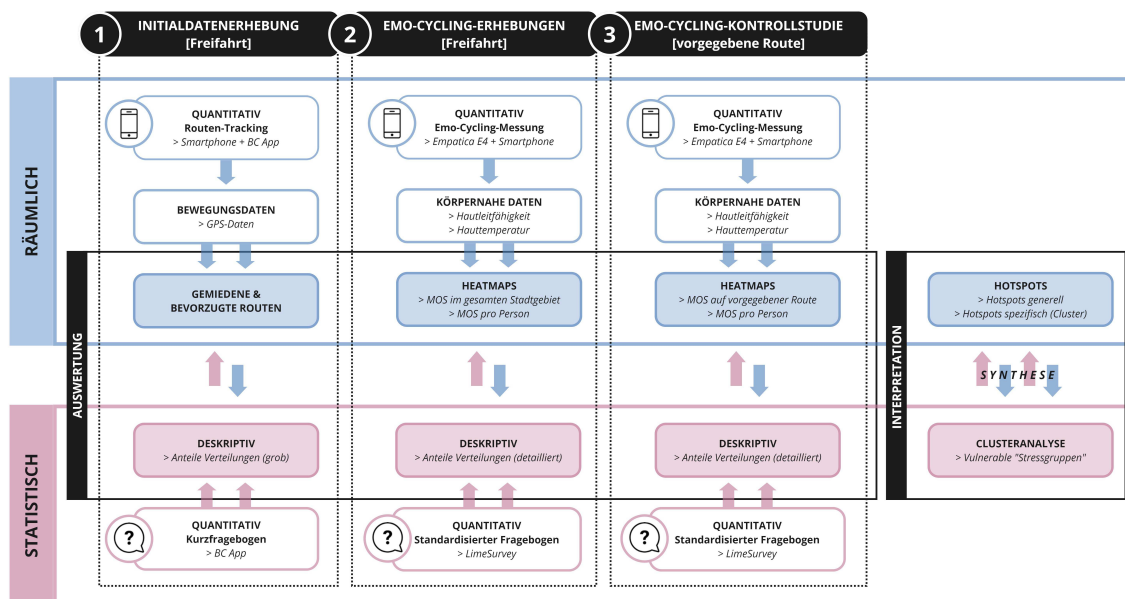 1
INITIALDATENERHEBUNG
[Freifahrt]
2
EMO-CYCLING-ERHEBUNGEN
[Freifahrt]
3
EMO-CYCLING-KONTROLLSTUDIE
[vorgegebene Route]
RÄUMLICH
QUANTITATIV
Routen-Tracking
> Smartphone + BC App
QUANTITATIV
Emo-Cycling-Messung
> Empatica E4 + Smartphone
QUANTITATIV
Emo-Cycling-Messung
> Empatica E4 + Smartphone
BEWEGUNGSDATEN
> GPS-Daten
KÖRPERNAHE DATEN
> Hautleitfähigkeit
> Hauttemperatur
KÖRPERNAHE DATEN
> Hautleitfähigkeit
> Hauttemperatur
AUSWERTUNG
GEMIEDENE &
BEVORZUGTE ROUTEN
HEATMAPS
> MOS im gesamten Stadtgebiet
> MOS pro Person
HEATMAPS
> MOS auf vorgegebener Route
> MOS pro Person
INTERPRETATION
HOTSPOTS
> Hotspots generell
> Hotspots spezifisch (Cluster)
SYNTHESE
STATISTISCH
DESKRIPTIV
> Anteile Verteilungen (grob)
DESKRIPTIV
> Anteile Verteilungen (detailliert)
DESKRIPTIV
> Anteile Verteilungen (detailliert)
CLUSTERANALYSE
> Vulnerable "Stressgruppen"
?
QUANTITATIV
Kurzfragebogen
> BC App
?
QUANTITATIV
Standardisierter Fragebogen
> LimeSurvey
?
QUANTITATIV
Standardisierter Fragebogen
> LimeSurvey